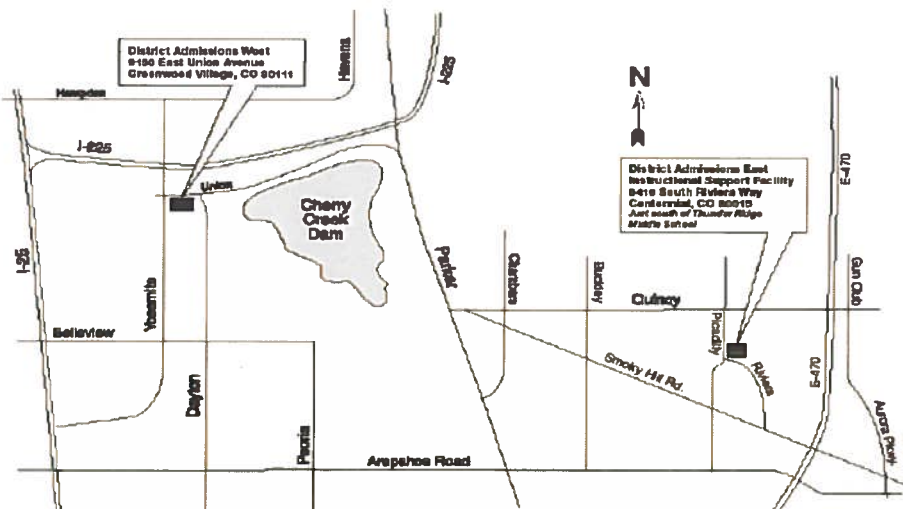 District Admissions West
9150 East Union Avenue
Greenwood Village, CO 80111
Havana
I-225
Hampden
I-225
N
Union
Cherry
Creek
Dam
District Admissions East
Instructional Support Facility
5416 South Riviera Way
Centennial, CO 80015
Just south of Thunder Ridge
Middle School
E-470
I-25
Yosemite
Parker
Chambers
Buckley
Quincy
Picadilly
Gun Club
Belleview
Dayton
Peoria
Smoky Hill Rd.
Riviera
E-470
Aurora Pkwy
Arapahoe Road